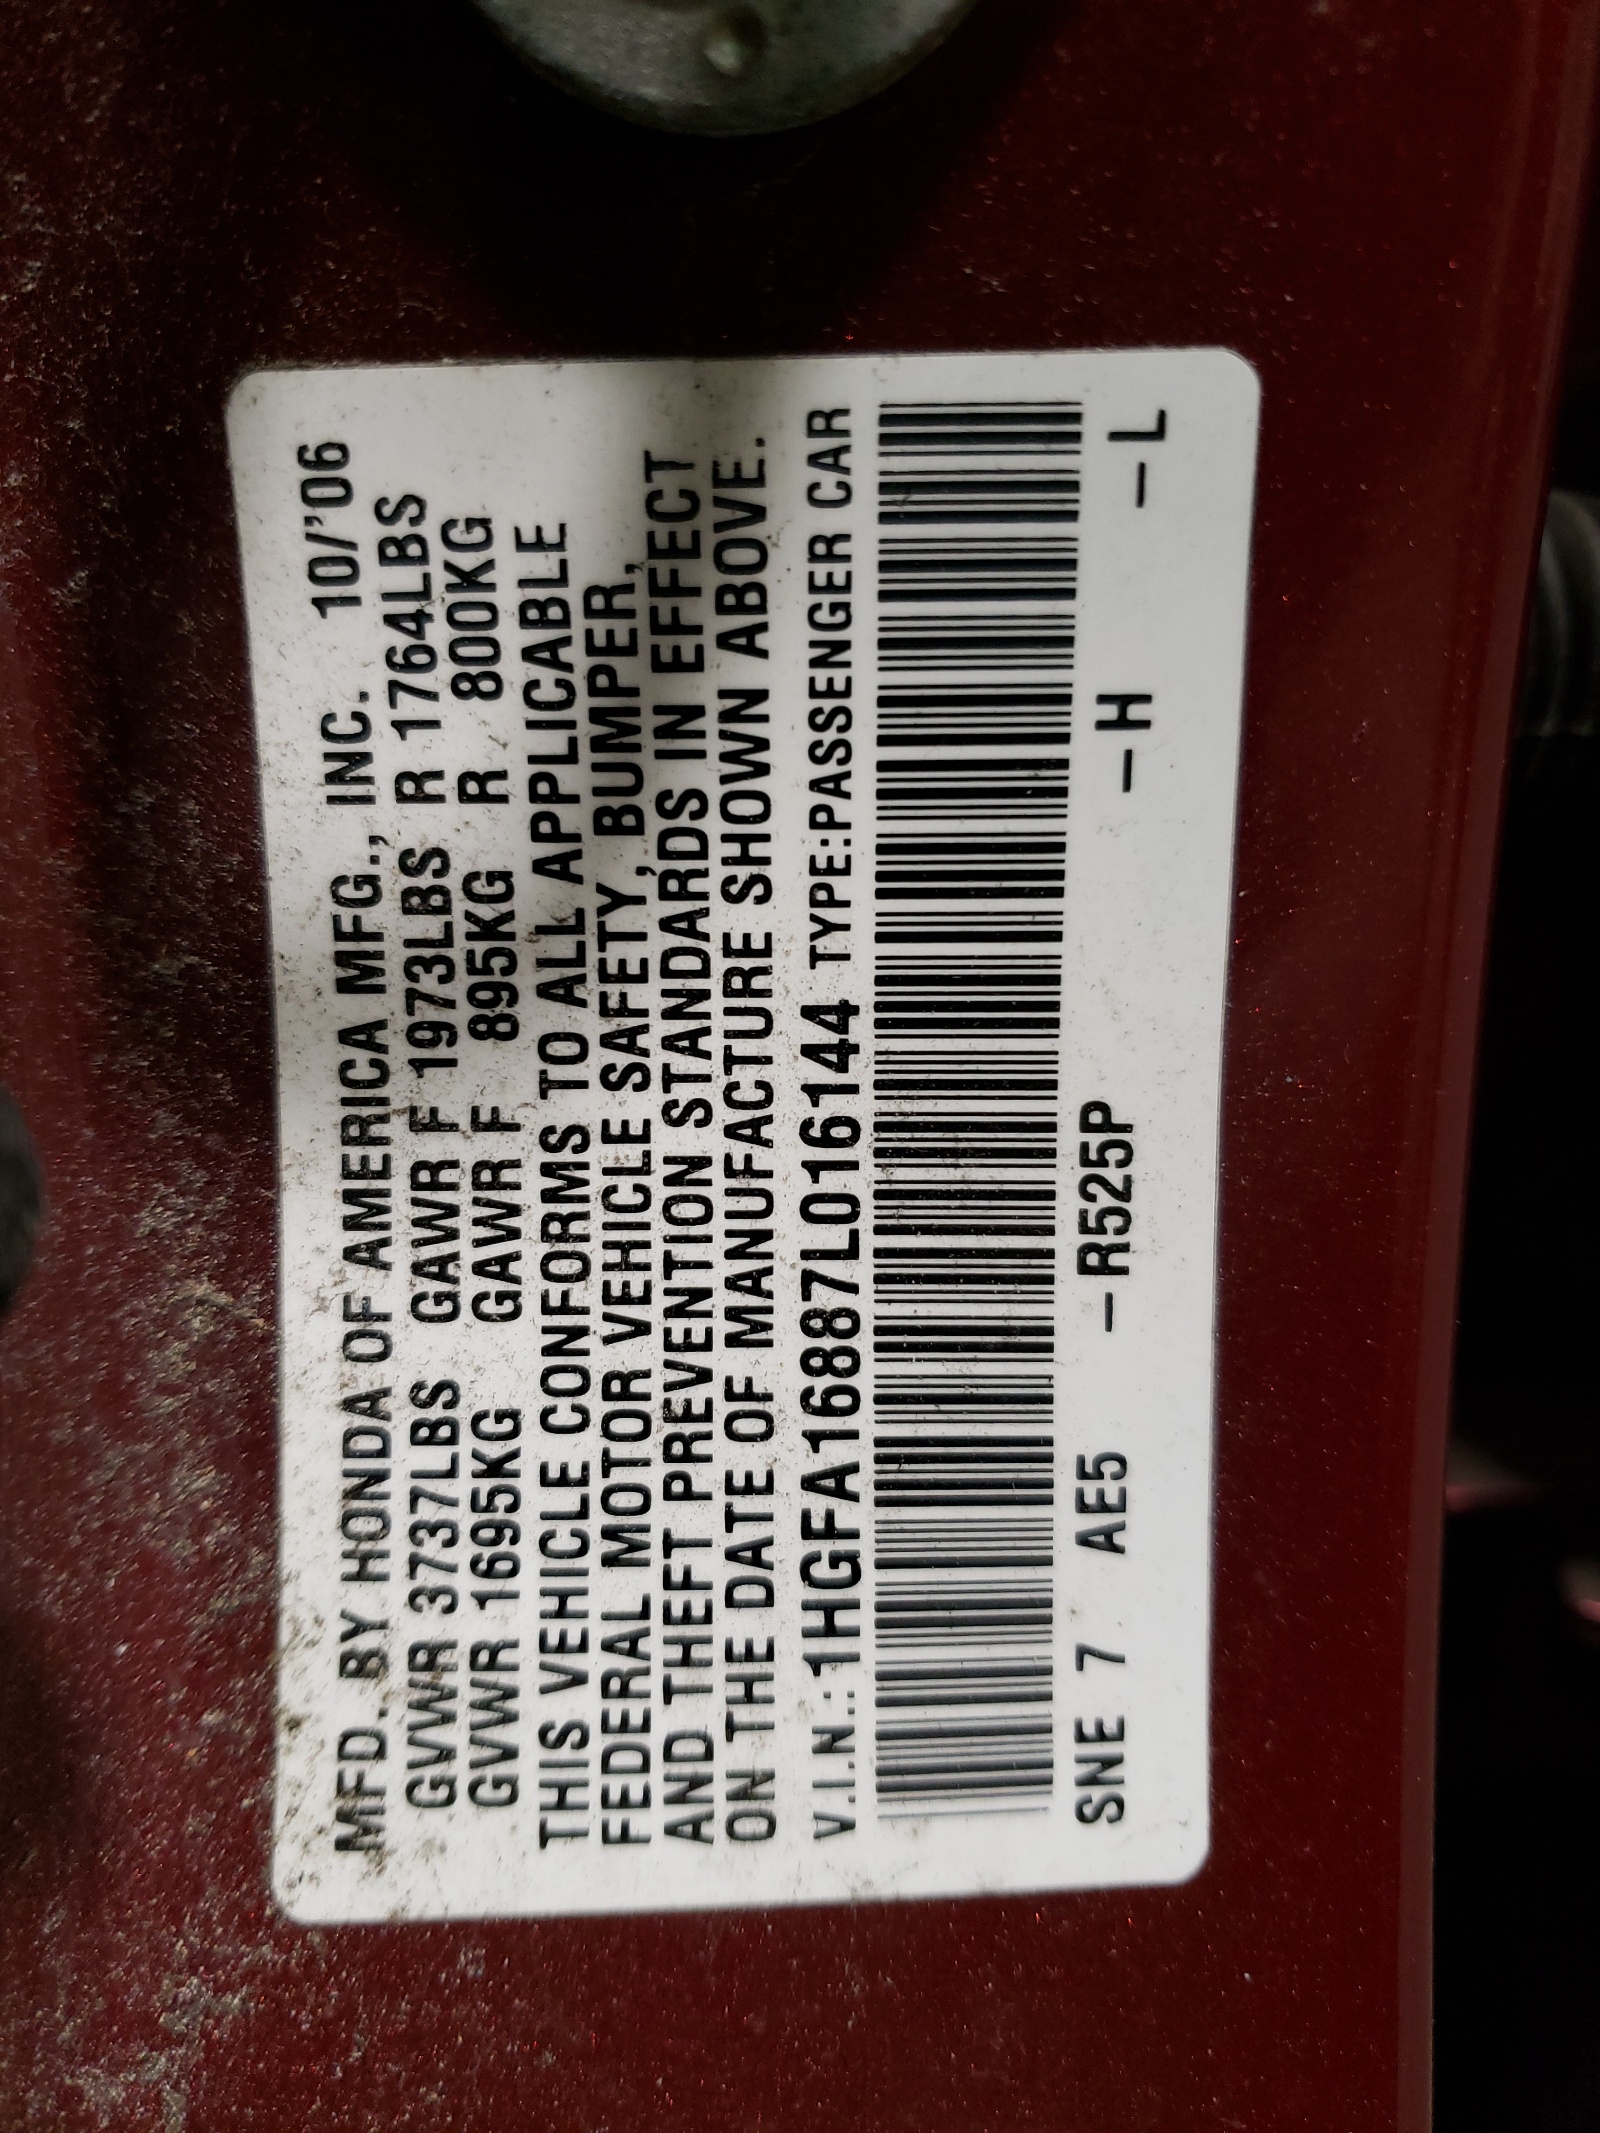 MFD. BY HONDA OF AMERICA MFG., INC. 10/'06
GVWR 3737LBS GAWR F 1973LBS R 1764LBS
GVWR 1695KG GAWR F 895KG R 800KG
THIS VEHICLE CONFORMS TO ALL APPLICABLE
FEDERAL MOTOR VEHICLE SAFETY, BUMPER,
AND THEFT PREVENTION STANDARDS IN EFFECT
ON THE DATE OF MANUFACTURE SHOWN ABOVE.
V.I.N.: 1HGFA16887L016144 TYPE:PASSENGER CAR
SNE 7 AE5 –R525P –H –L